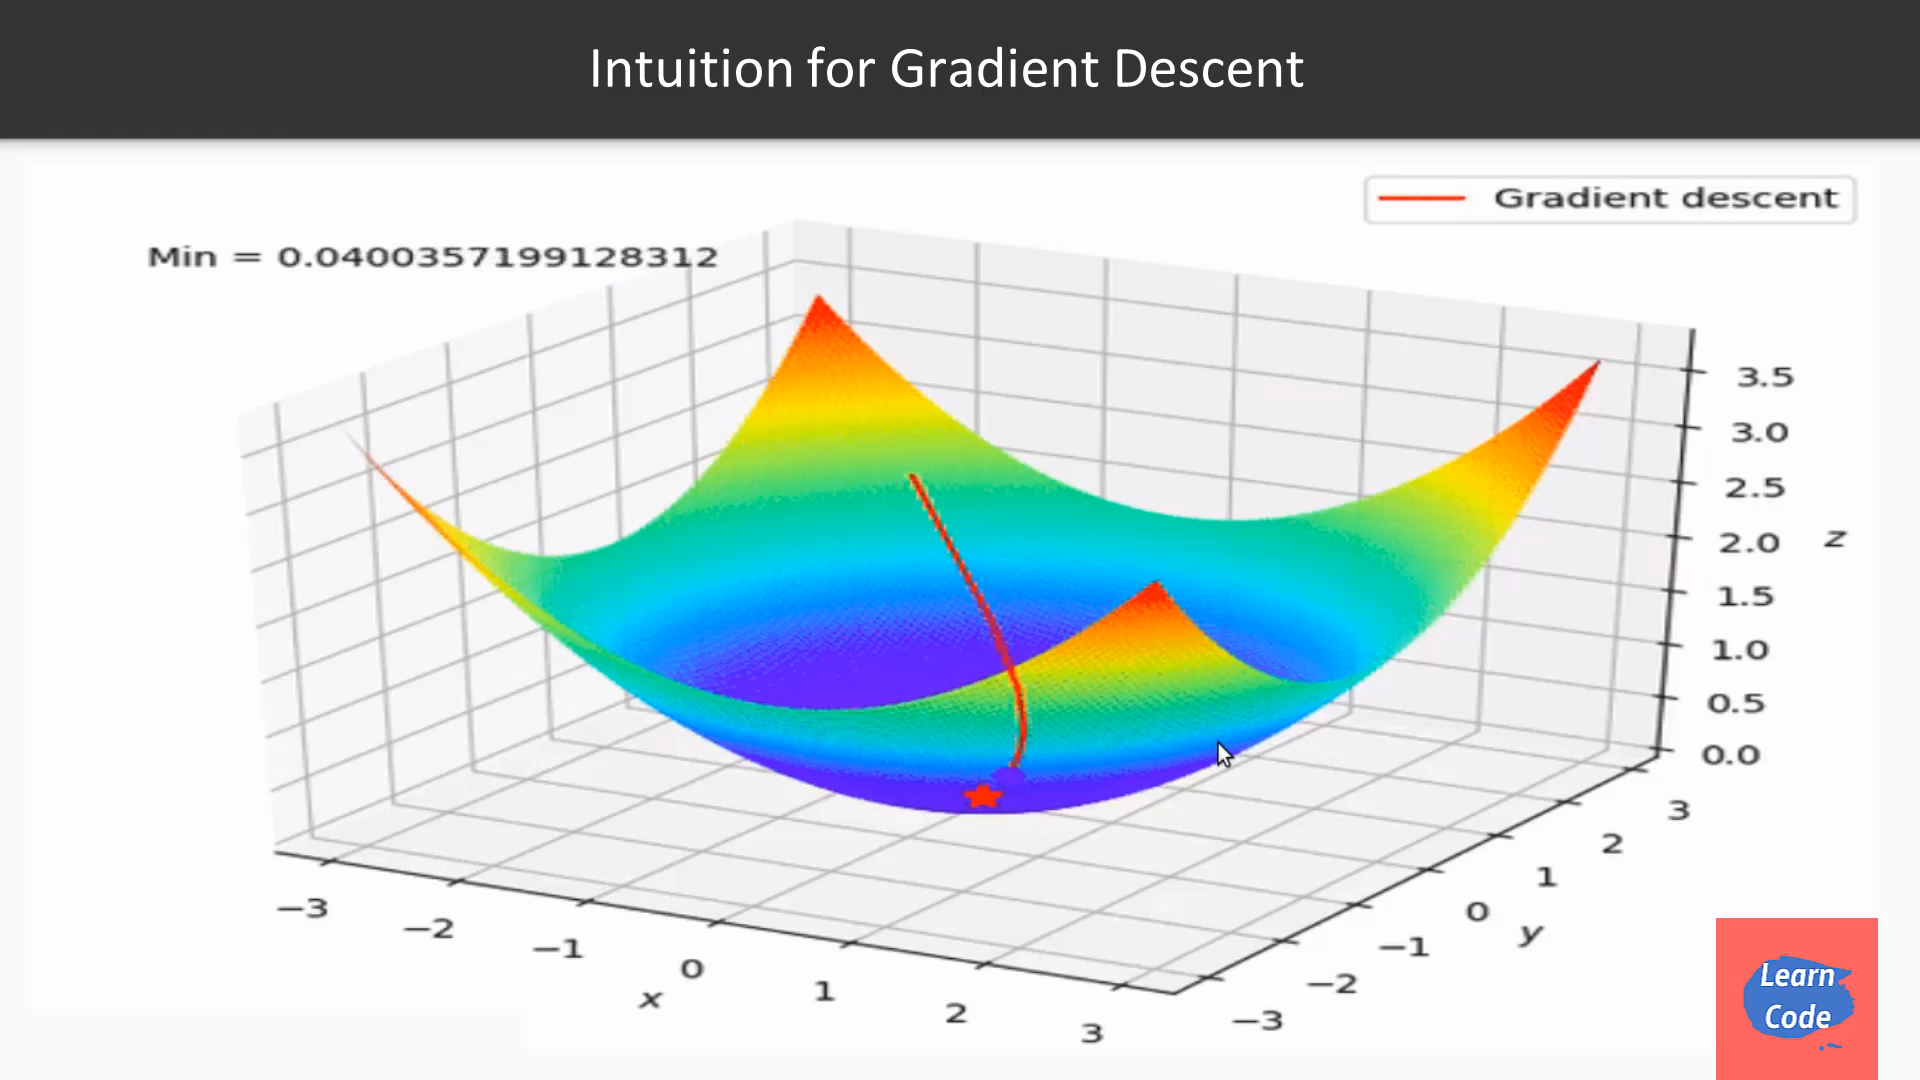 Intuition for Gradient Descent
Gradient descent
Min = 0.0400357199128312
3.5
3.0
2.5
2.0
z
1.5
1.0
0.5
0.0
3
2
1
0
y
−1
−2
−3
−3
−2
−1
0
x
1
2
3
Learn
Code